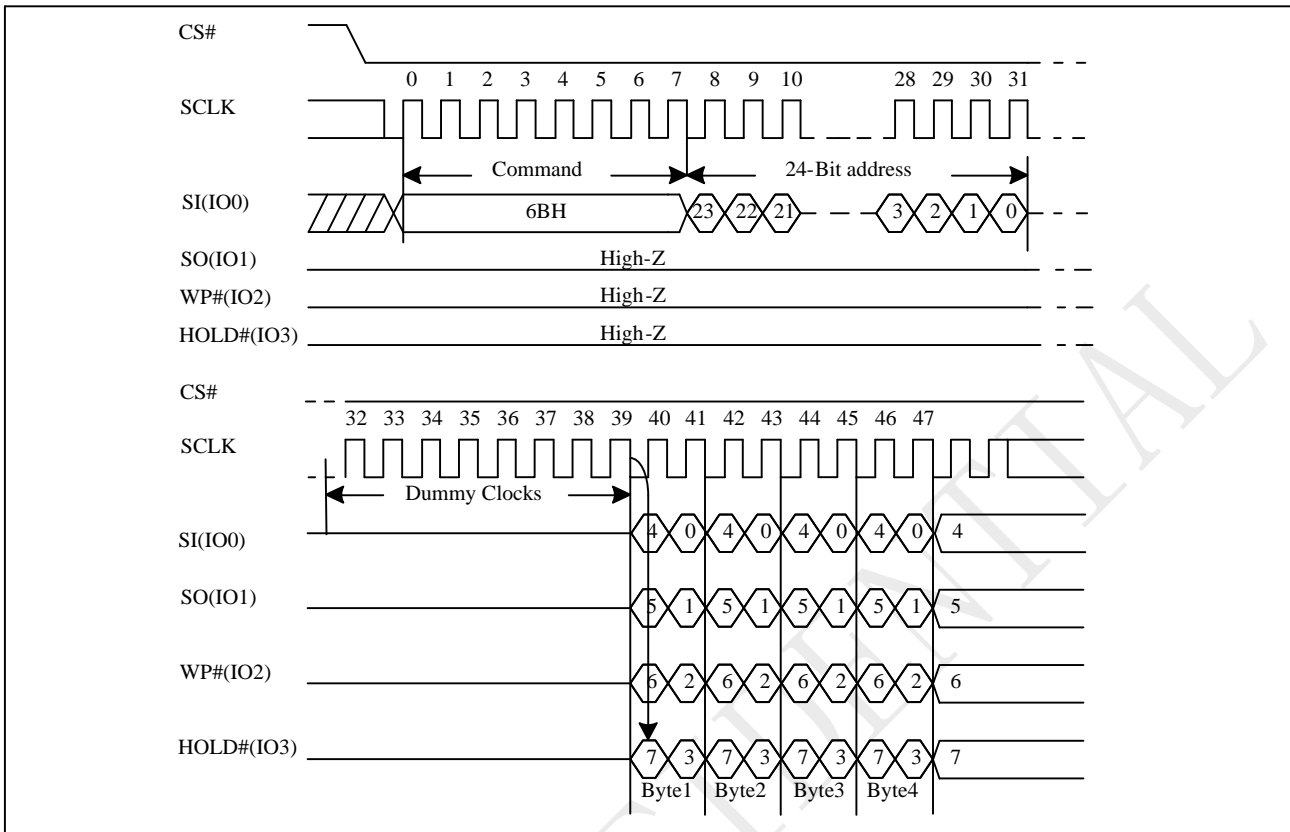 CS#
0 1 2 3 4 5 6 7 8 9 10 28 29 30 31
SCLK
Command 24-Bit address
SI(IO0) 6BH 23 22 21 3 2 1 0
SO(IO1) High-Z
WP#(IO2) High-Z
HOLD#(IO3) High-Z
CS#
32 33 34 35 36 37 38 39 40 41 42 43 44 45 46 47
SCLK
Dummy Clocks
SI(IO0) 4 0 4 0 4 0 4 0 4
SO(IO1) 5 1 5 1 5 1 5 1 5
WP#(IO2) 6 2 6 2 6 2 6 2 6
HOLD#(IO3) 7 3 7 3 7 3 7 3 7
Byte1 Byte2 Byte3 Byte4